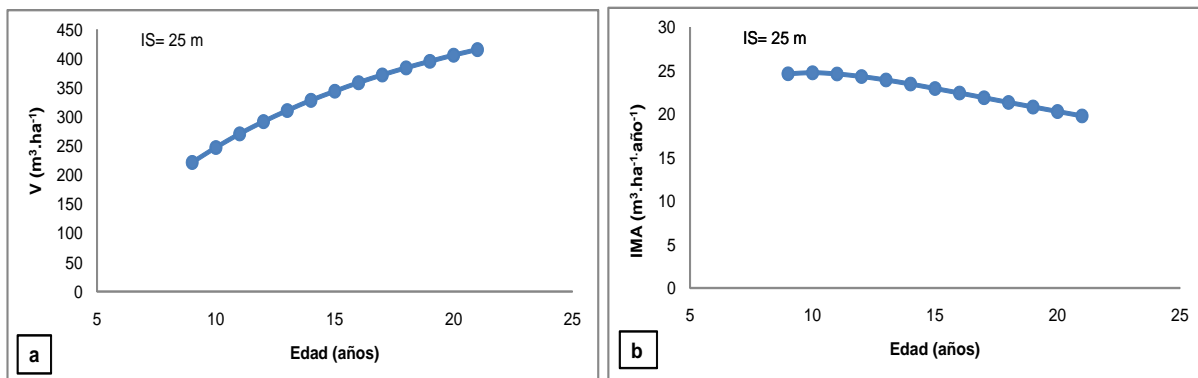 IS= 25 m
V (m³.ha⁻¹)
450
400
350
300
250
200
150
100
50
0
5 10 15 20 25
Edad (años)
a
IS= 25 m
IMA (m³.ha⁻¹.año⁻¹)
30
25
20
15
10
5
0
5 10 15 20 25
Edad (años)
b